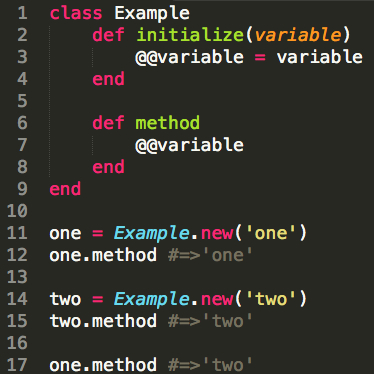 1 class Example
2     def initialize(variable)
3         @@variable = variable
4     end
5
6     def method
7         @@variable
8     end
9 end
10
11 one = Example.new('one')
12 one.method #=>'one'
13
14 two = Example.new('two')
15 two.method #=>'two'
16
17 one.method #=>'two'